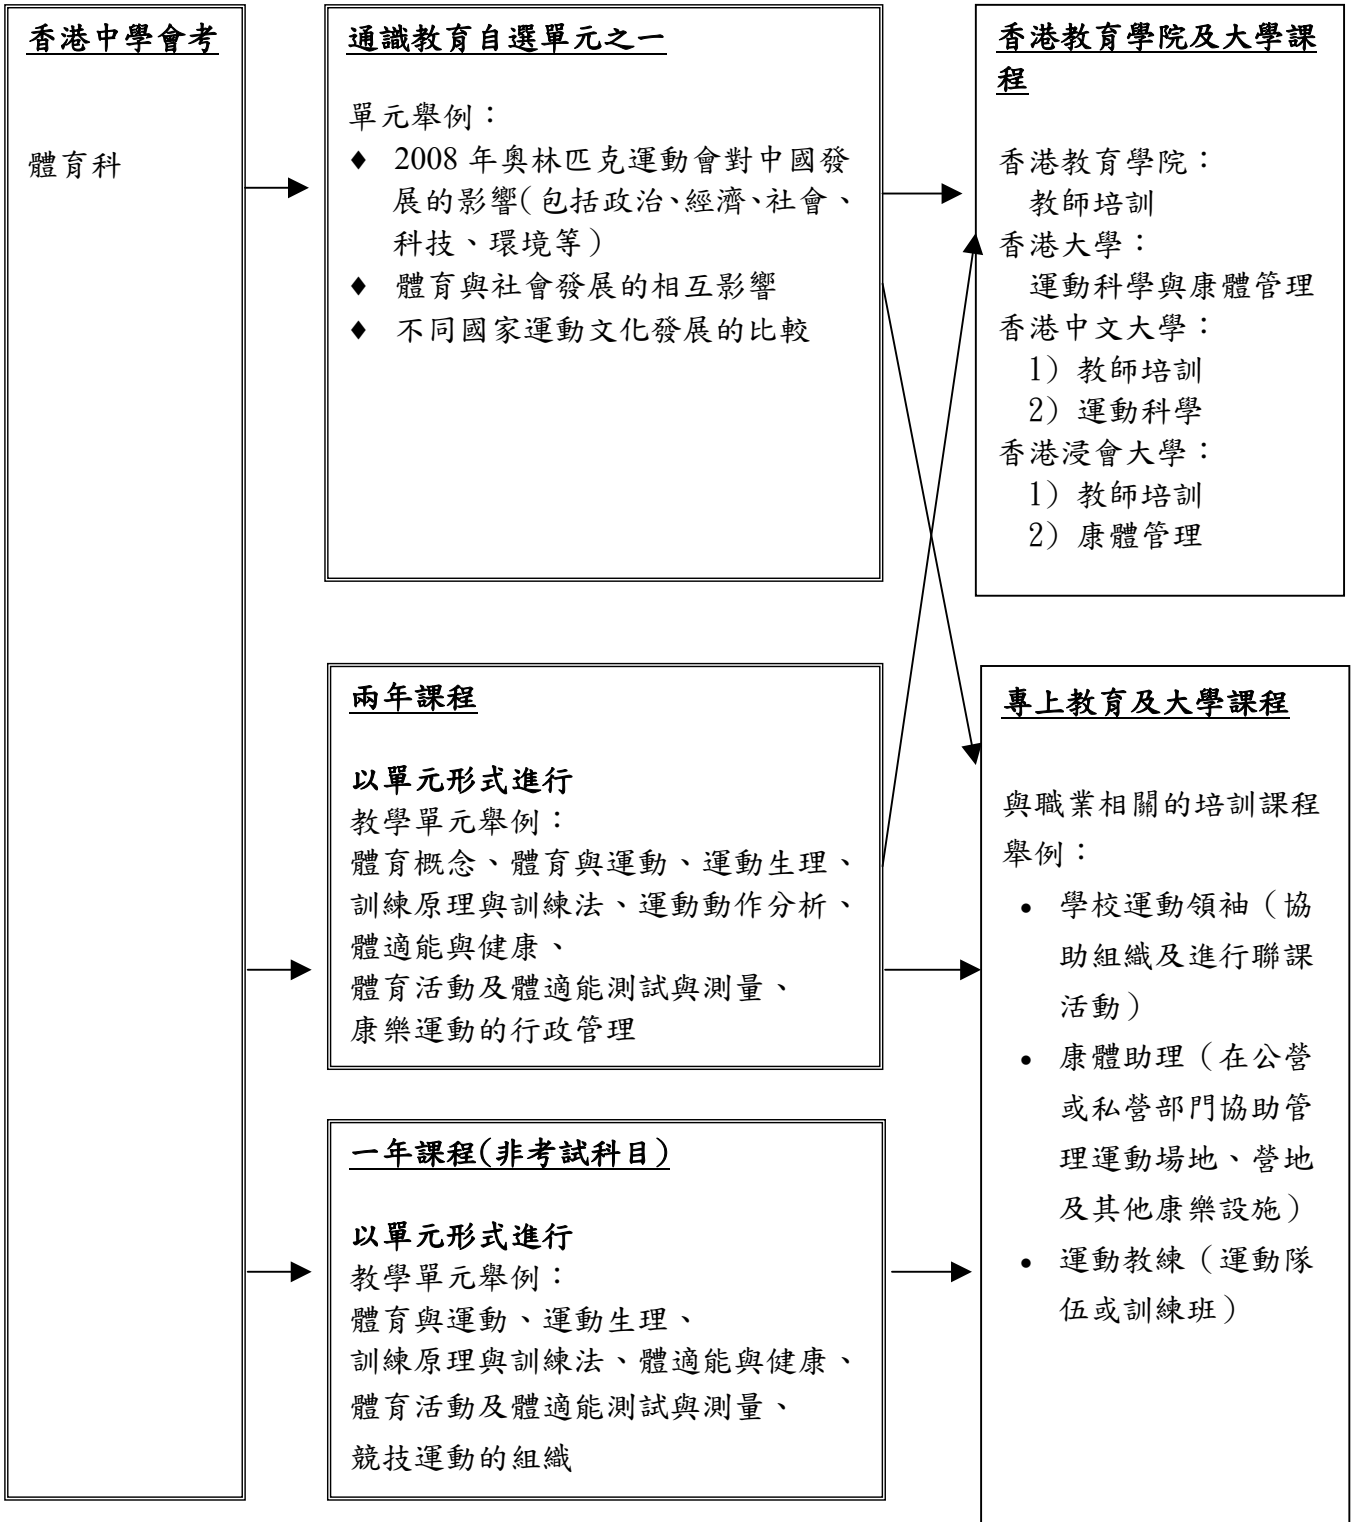 香港中學會考
體育科
通識教育自選單元之一
單元舉例：
♦ 2008 年奧林匹克運動會對中國發
展的影響（包括政治、經濟、社會、
科技、環境等）
♦ 體育與社會發展的相互影響
♦ 不同國家運動文化發展的比較
兩年課程
以單元形式進行
教學單元舉例：
體育概念、體育與運動、運動生理、
訓練原理與訓練法、運動動作分析、
體適能與健康、
體育活動及體適能測試與測量、
康樂運動的行政管理
一年課程(非考試科目)
以單元形式進行
教學單元舉例：
體育與運動、運動生理、
訓練原理與訓練法、體適能與健康、
體育活動及體適能測試與測量、
競技運動的組織
香港教育學院及大學課
程
香港教育學院：
教師培訓
香港大學：
運動科學與康體管理
香港中文大學：
1）教師培訓
2）運動科學
香港浸會大學：
1）教師培訓
2）康體管理
專上教育及大學課程
與職業相關的培訓課程
舉例：
• 學校運動領袖（協
助組織及進行聯課
活動）
• 康體助理（在公營
或私營部門協助管
理運動場地、營地
及其他康樂設施）
• 運動教練（運動隊
伍或訓練班）